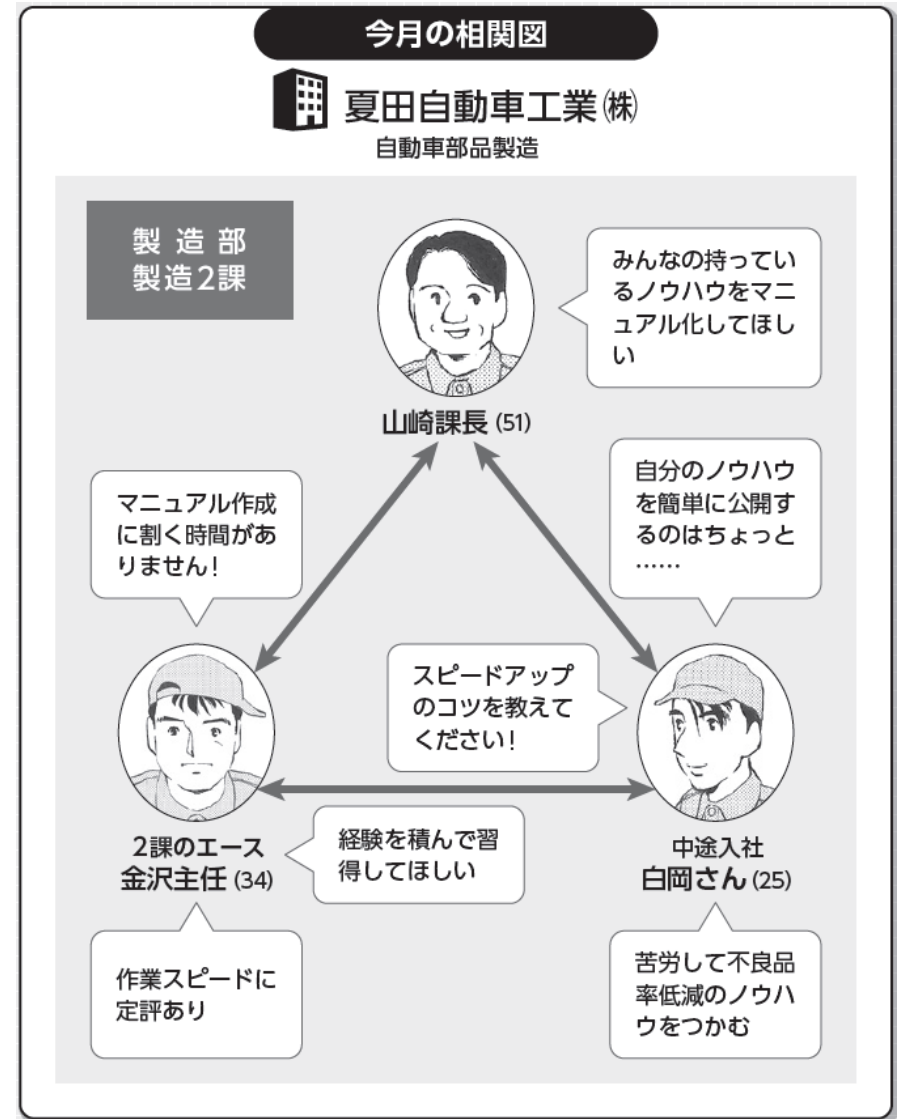 今月の相関図
夏田自動車工業㈱
自動車部品製造
製造部
製造2課
みんなの持ってい
るノウハウをマニ
ュアル化してほし
い
山崎課長 (51)
マニュアル作成
に割く時間があ
りません!
自分のノウハウ
を簡単に公開す
るのはちょっと
……
スピードアップ
のコツを教えて
ください!
2課のエース
金沢主任 (34)
経験を積んで習
得してほしい
中途入社
白岡さん (25)
作業スピードに
定評あり
苦労して不良品
率低減のノウハ
ウをつかむ